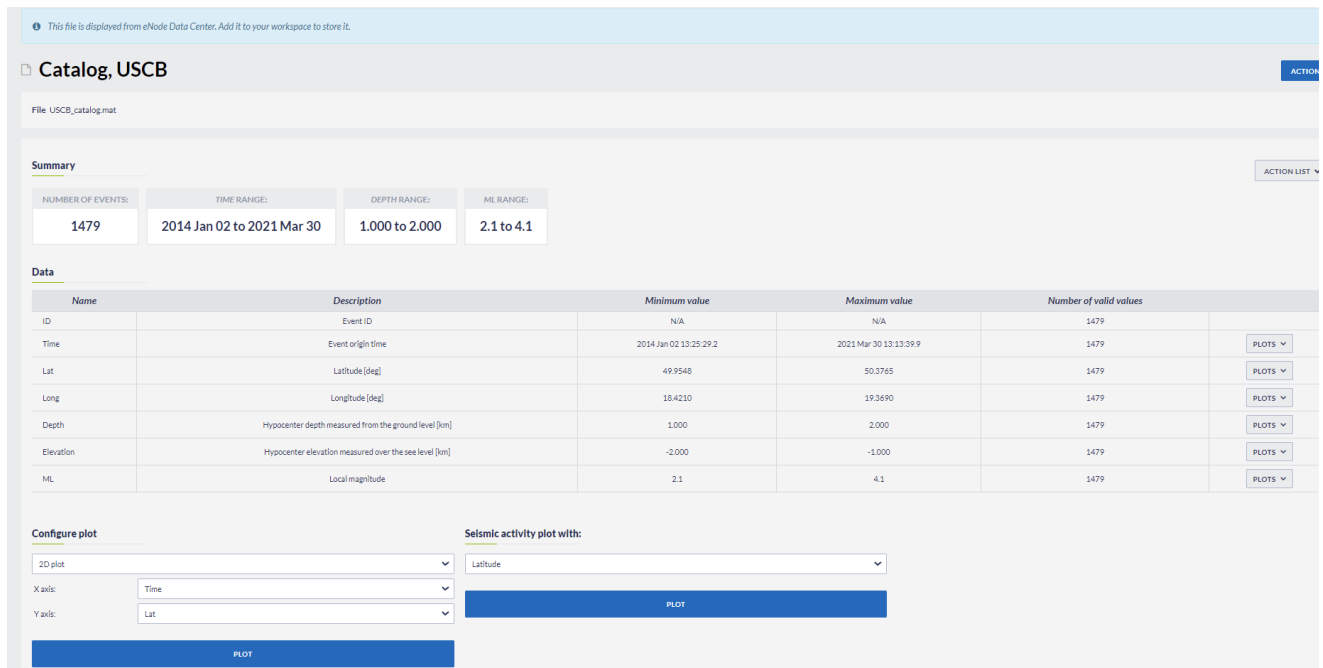 This file is displayed from eNode Data Center. Add it to your workspace to store it.
Catalog, USCB
ACTION
File USCB_catalog.mat
Summary
ACTION LIST
NUMBER OF EVENTS: TIME RANGE: DEPTH RANGE: ML RANGE:
1479 2014 Jan 02 to 2021 Mar 30 1.000 to 2.000 2.1 to 4.1
Data
Name Description Minimum value Maximum value Number of valid values
ID Event ID N/A N/A 1479
Time Event origin time 2014 Jan 02 13:25:29.2 2021 Mar 30 13:13:39.9 1479 PLOTS
Lat Latitude [deg] 49.9548 50.3765 1479 PLOTS
Long Longitude [deg] 18.4210 19.3690 1479 PLOTS
Depth Hypocenter depth measured from the ground level [km] 1.000 2.000 1479 PLOTS
Elevation Hypocenter elevation measured over the see level [km] -2.000 -1.000 1479 PLOTS
ML Local magnitude 2.1 4.1 1479 PLOTS
Configure plot Seismic activity plot with:
2D plot Latitude
X axis: Time
PLOT
Y axis: Lat
PLOT